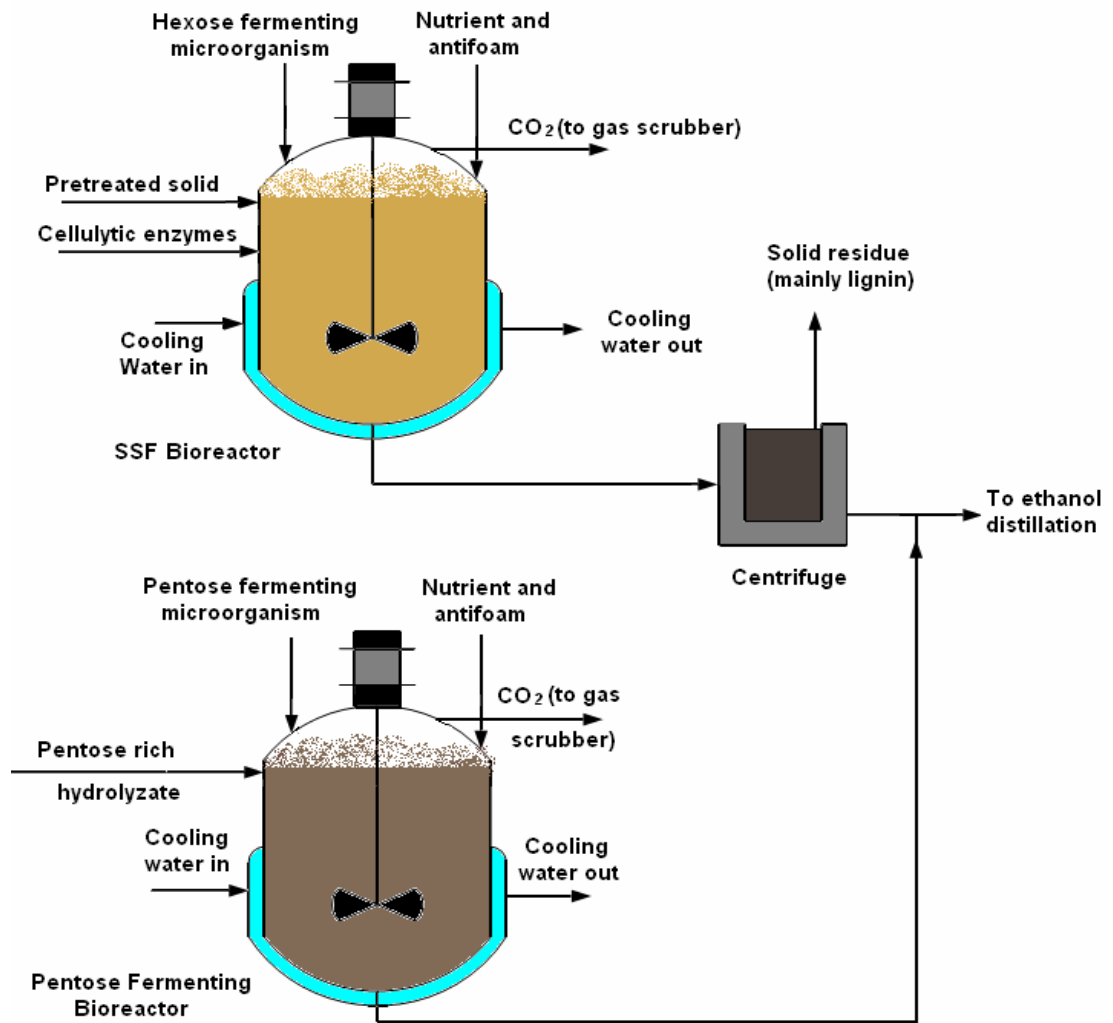 Hexose fermenting
microorganism
Nutrient and
antifoam
CO₂ (to gas scrubber)
Pretreated solid
Cellulytic enzymes
Cooling
Water in
Cooling
water out
SSF Bioreactor
Solid residue
(mainly lignin)
To ethanol
distillation
Centrifuge
Pentose fermenting
microorganism
Nutrient and
antifoam
CO₂ (to gas
scrubber)
Pentose rich
hydrolyzate
Cooling
water in
Cooling
water out
Pentose Fermenting
Bioreactor